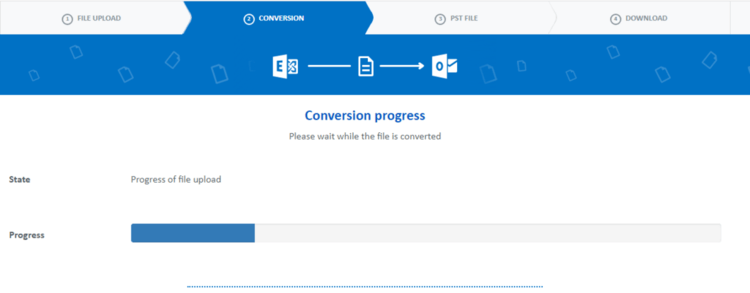 1 FILE UPLOAD
2 CONVERSION
3 PST FILE
4 DOWNLOAD
E
O
Conversion progress
Please wait while the file is converted
State Progress of file upload
Progress